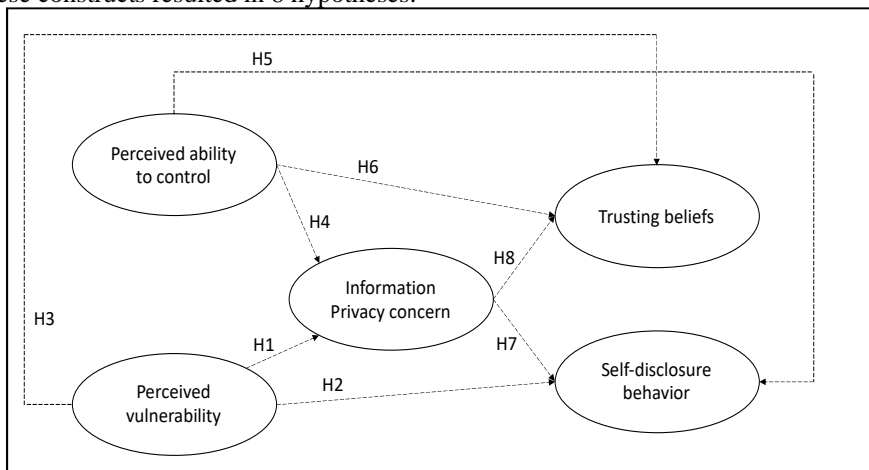 these constructs resulted in 8 hypotheses.
H5
Perceived ability
to control
H6
Trusting beliefs
H4
H8
Information
Privacy concern
H3
H1
H7
H2
Perceived
vulnerability
Self-disclosure
behavior